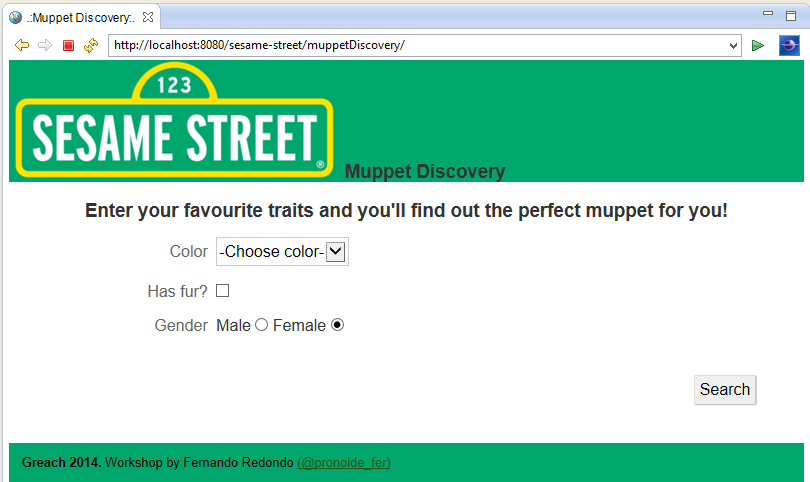 .:Muppet Discovery:.
http://localhost:8080/sesame-street/muppetDiscovery/
123
SESAME STREET ®
Muppet Discovery
Enter your favourite traits and you'll find out the perfect muppet for you!
Color -Choose color-
Has fur?
Gender Male Female
Search
Greach 2014. Workshop by Fernando Redondo (@pronoide_fer)